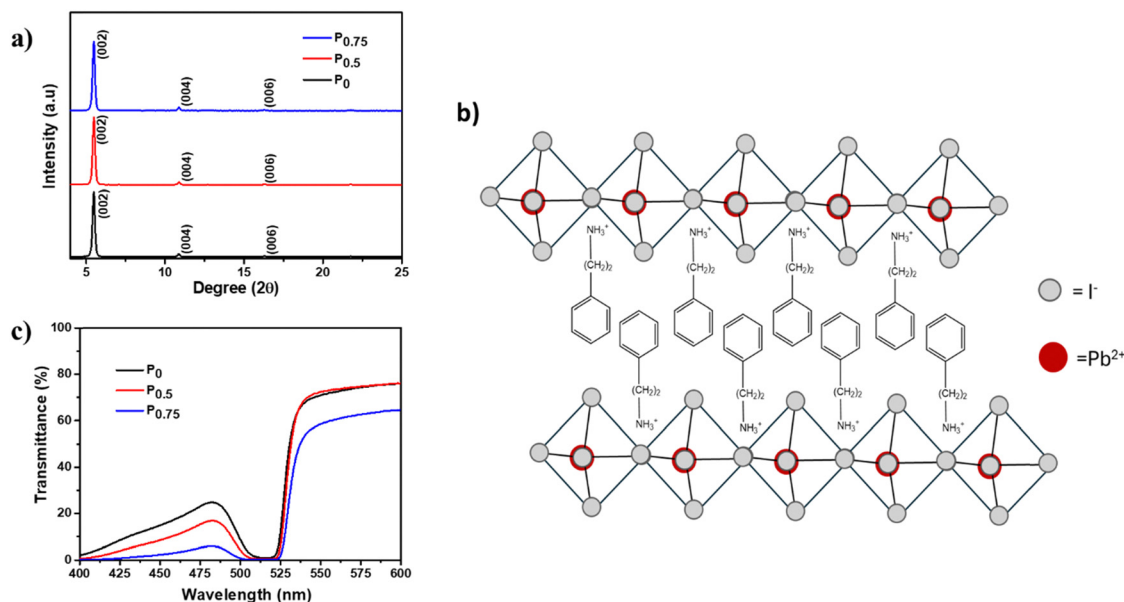 a)
P0.75
P0.5
P0
(002)
(004)
(006)
(002)
(004)
(006)
(002)
(004)
(006)
Intensity (a.u)
5 10 15 20 25
Degree (2θ)
b)
NH3+ NH3+ NH3+ NH3+
(CH2)2 (CH2)2 (CH2)2 (CH2)2
(CH2)2 (CH2)2 (CH2)2 (CH2)2
NH3+ NH3+ NH3+ NH3+
= I-
=Pb2+
c)
100
80
60
40
20
0
Transmittance (%)
P0
P0.5
P0.75
400 425 450 475 500 525 550 575 600
Wavelength (nm)